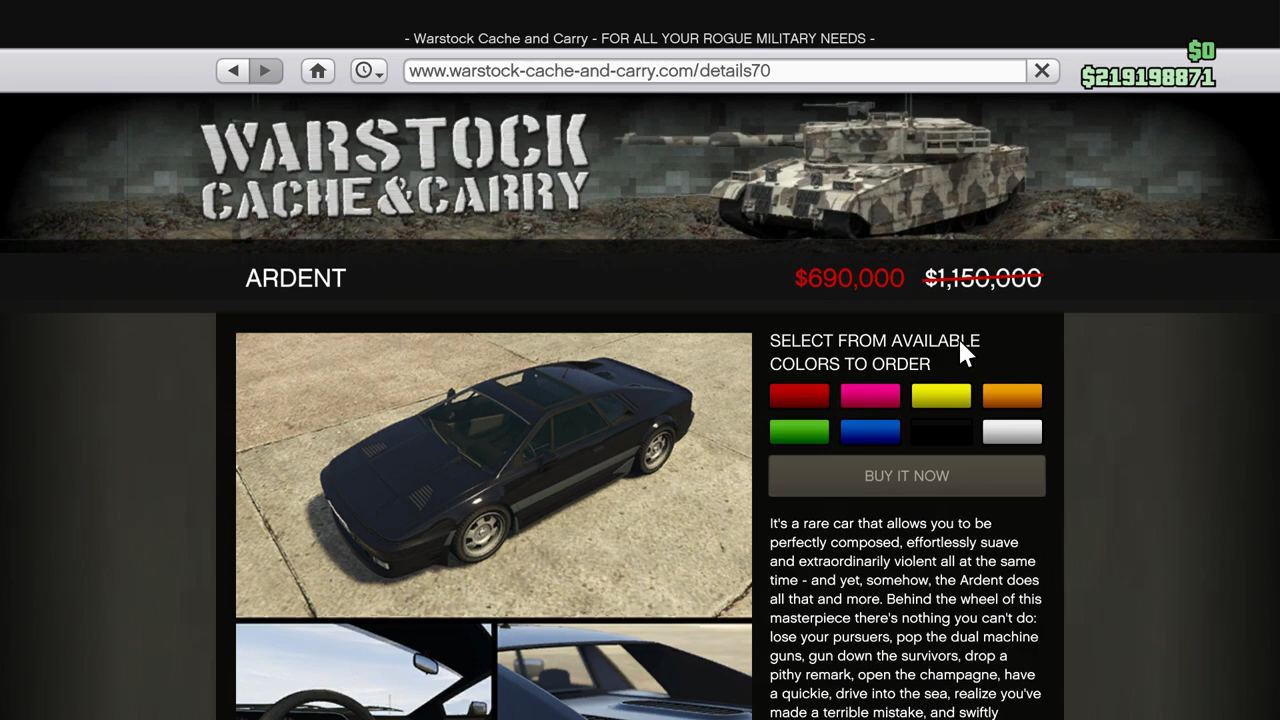 - Warstock Cache and Carry - FOR ALL YOUR ROGUE MILITARY NEEDS -
$0
www.warstock-cache-and-carry.com/details70
$219198871
WARSTOCK
CACHE & CARRY
ARDENT
$690,000 $1,150,000
SELECT FROM AVAILABLE
COLORS TO ORDER
BUY IT NOW
It's a rare car that allows you to be
perfectly composed, effortlessly suave
and extraordinarily violent all at the same
time - and yet, somehow, the Ardent does
all that and more. Behind the wheel of this
masterpiece there's nothing you can't do:
lose your pursuers, pop the dual machine
guns, gun down the survivors, drop a
pithy remark, open the champagne, have
a quickie, drive into the sea, realize you've
made a terrible mistake, and swiftly